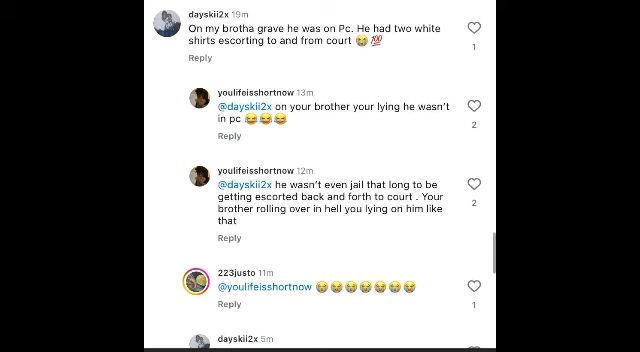 dayskii2x 19m
On my brotha grave he was on Pc. He had two white
shirts escorting to and from court 😭 💯
1
Reply
youlifeisshortnow 13m
@dayskii2x on your brother your lying he wasn't
in pc 😂😂😂
2
Reply
youlifeisshortnow 12m
@dayskii2x he wasn't even jail that long to be
getting escorted back and forth to court . Your
brother rolling over in hell you lying on him like
that
2
Reply
223justo 11m
@youlifeisshortnow 😭😭😭😭😭😭😭
1
Reply
dayskii2x 5m